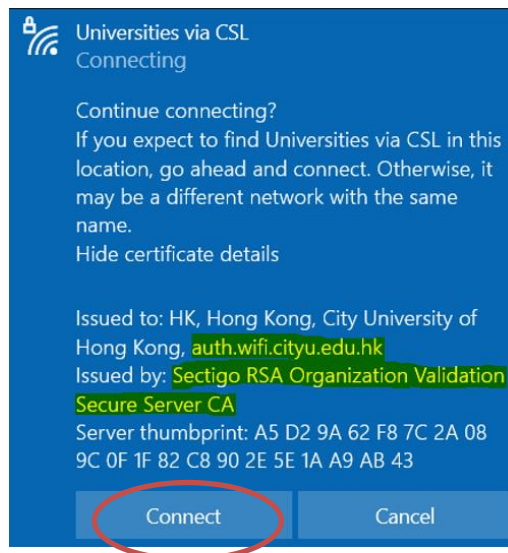 Universities via CSL
Connecting
Continue connecting?
If you expect to find Universities via CSL in this
location, go ahead and connect. Otherwise, it
may be a different network with the same
name.
Hide certificate details
Issued to: HK, Hong Kong, City University of
Hong Kong, auth.wifi.cityu.edu.hk
Issued by: Sectigo RSA Organization Validation
Secure Server CA
Server thumbprint: A5 D2 9A 62 F8 7C 2A 08
9C 0F 1F 82 C8 90 2E 5E 1A A9 AB 43
Connect Cancel